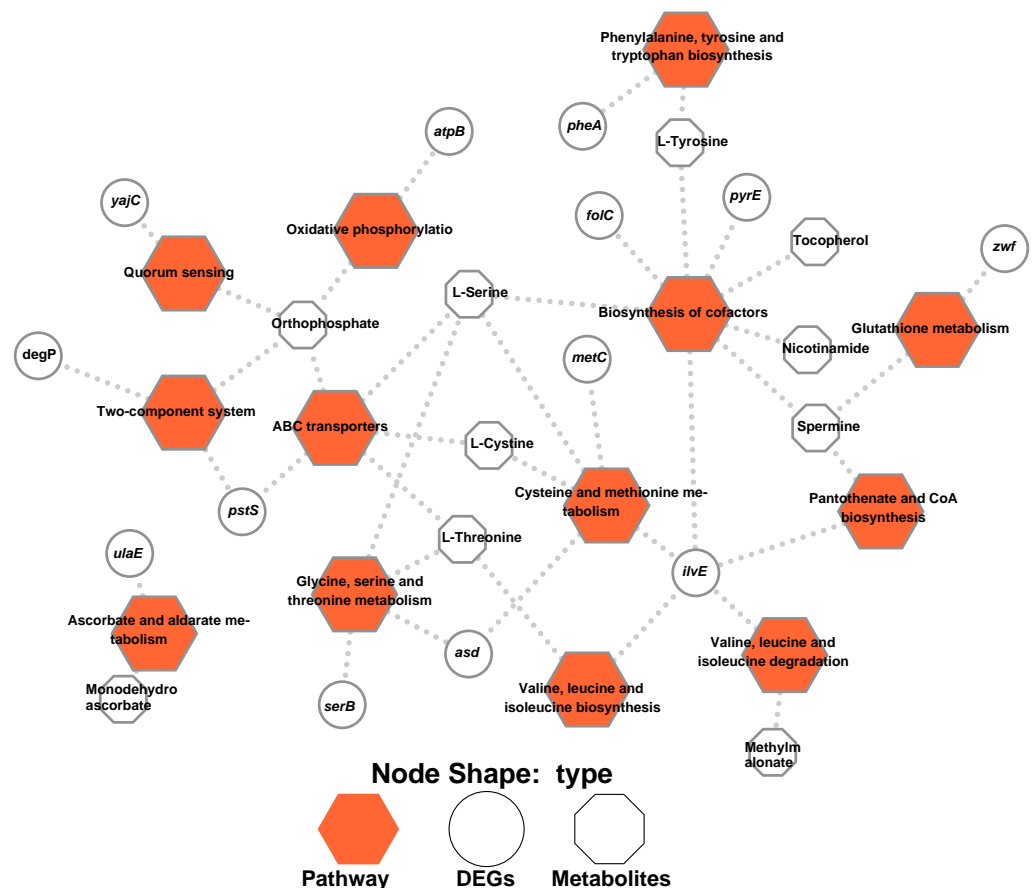 Phenylalanine, tyrosine and
tryptophan biosynthesis
pheA
atpB
L-Tyrosine
yajC
folC
pyrE
Oxidative phosphorylatio
Tocopherol
zwf
Quorum sensing
L-Serine
Orthophosphate
Biosynthesis of cofactors
Glutathione metabolism
degP
metC
Nicotinamide
Two-component system
ABC transporters
L-Cystine
Spermine
Cysteine and methionine me-
tabolism
Pantothenate and CoA
biosynthesis
pstS
ulaE
L-Threonine
Glycine, serine and
threonine metabolism
ilvE
Ascorbate and aldarate me-
tabolism
asd
Valine, leucine and
isoleucine degradation
Monodehydro
ascorbate
serB
Valine, leucine and
isoleucine biosynthesis
Methylm
alonate
Node Shape: type
Pathway
DEGs
Metabolites